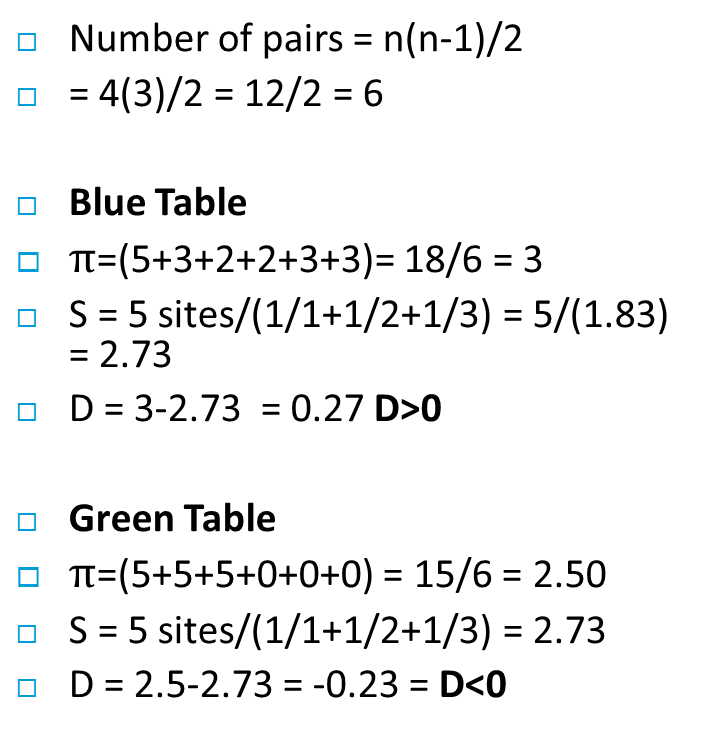 Number of pairs = n(n-1)/2
= 4(3)/2 = 12/2 = 6
Blue Table
π=(5+3+2+2+3+3)= 18/6 = 3
S = 5 sites/(1/1+1/2+1/3) = 5/(1.83)
= 2.73
D = 3-2.73  = 0.27 D>0
Green Table
π=(5+5+5+0+0+0) = 15/6 = 2.50
S = 5 sites/(1/1+1/2+1/3) = 2.73
D = 2.5-2.73 = -0.23 = D<0